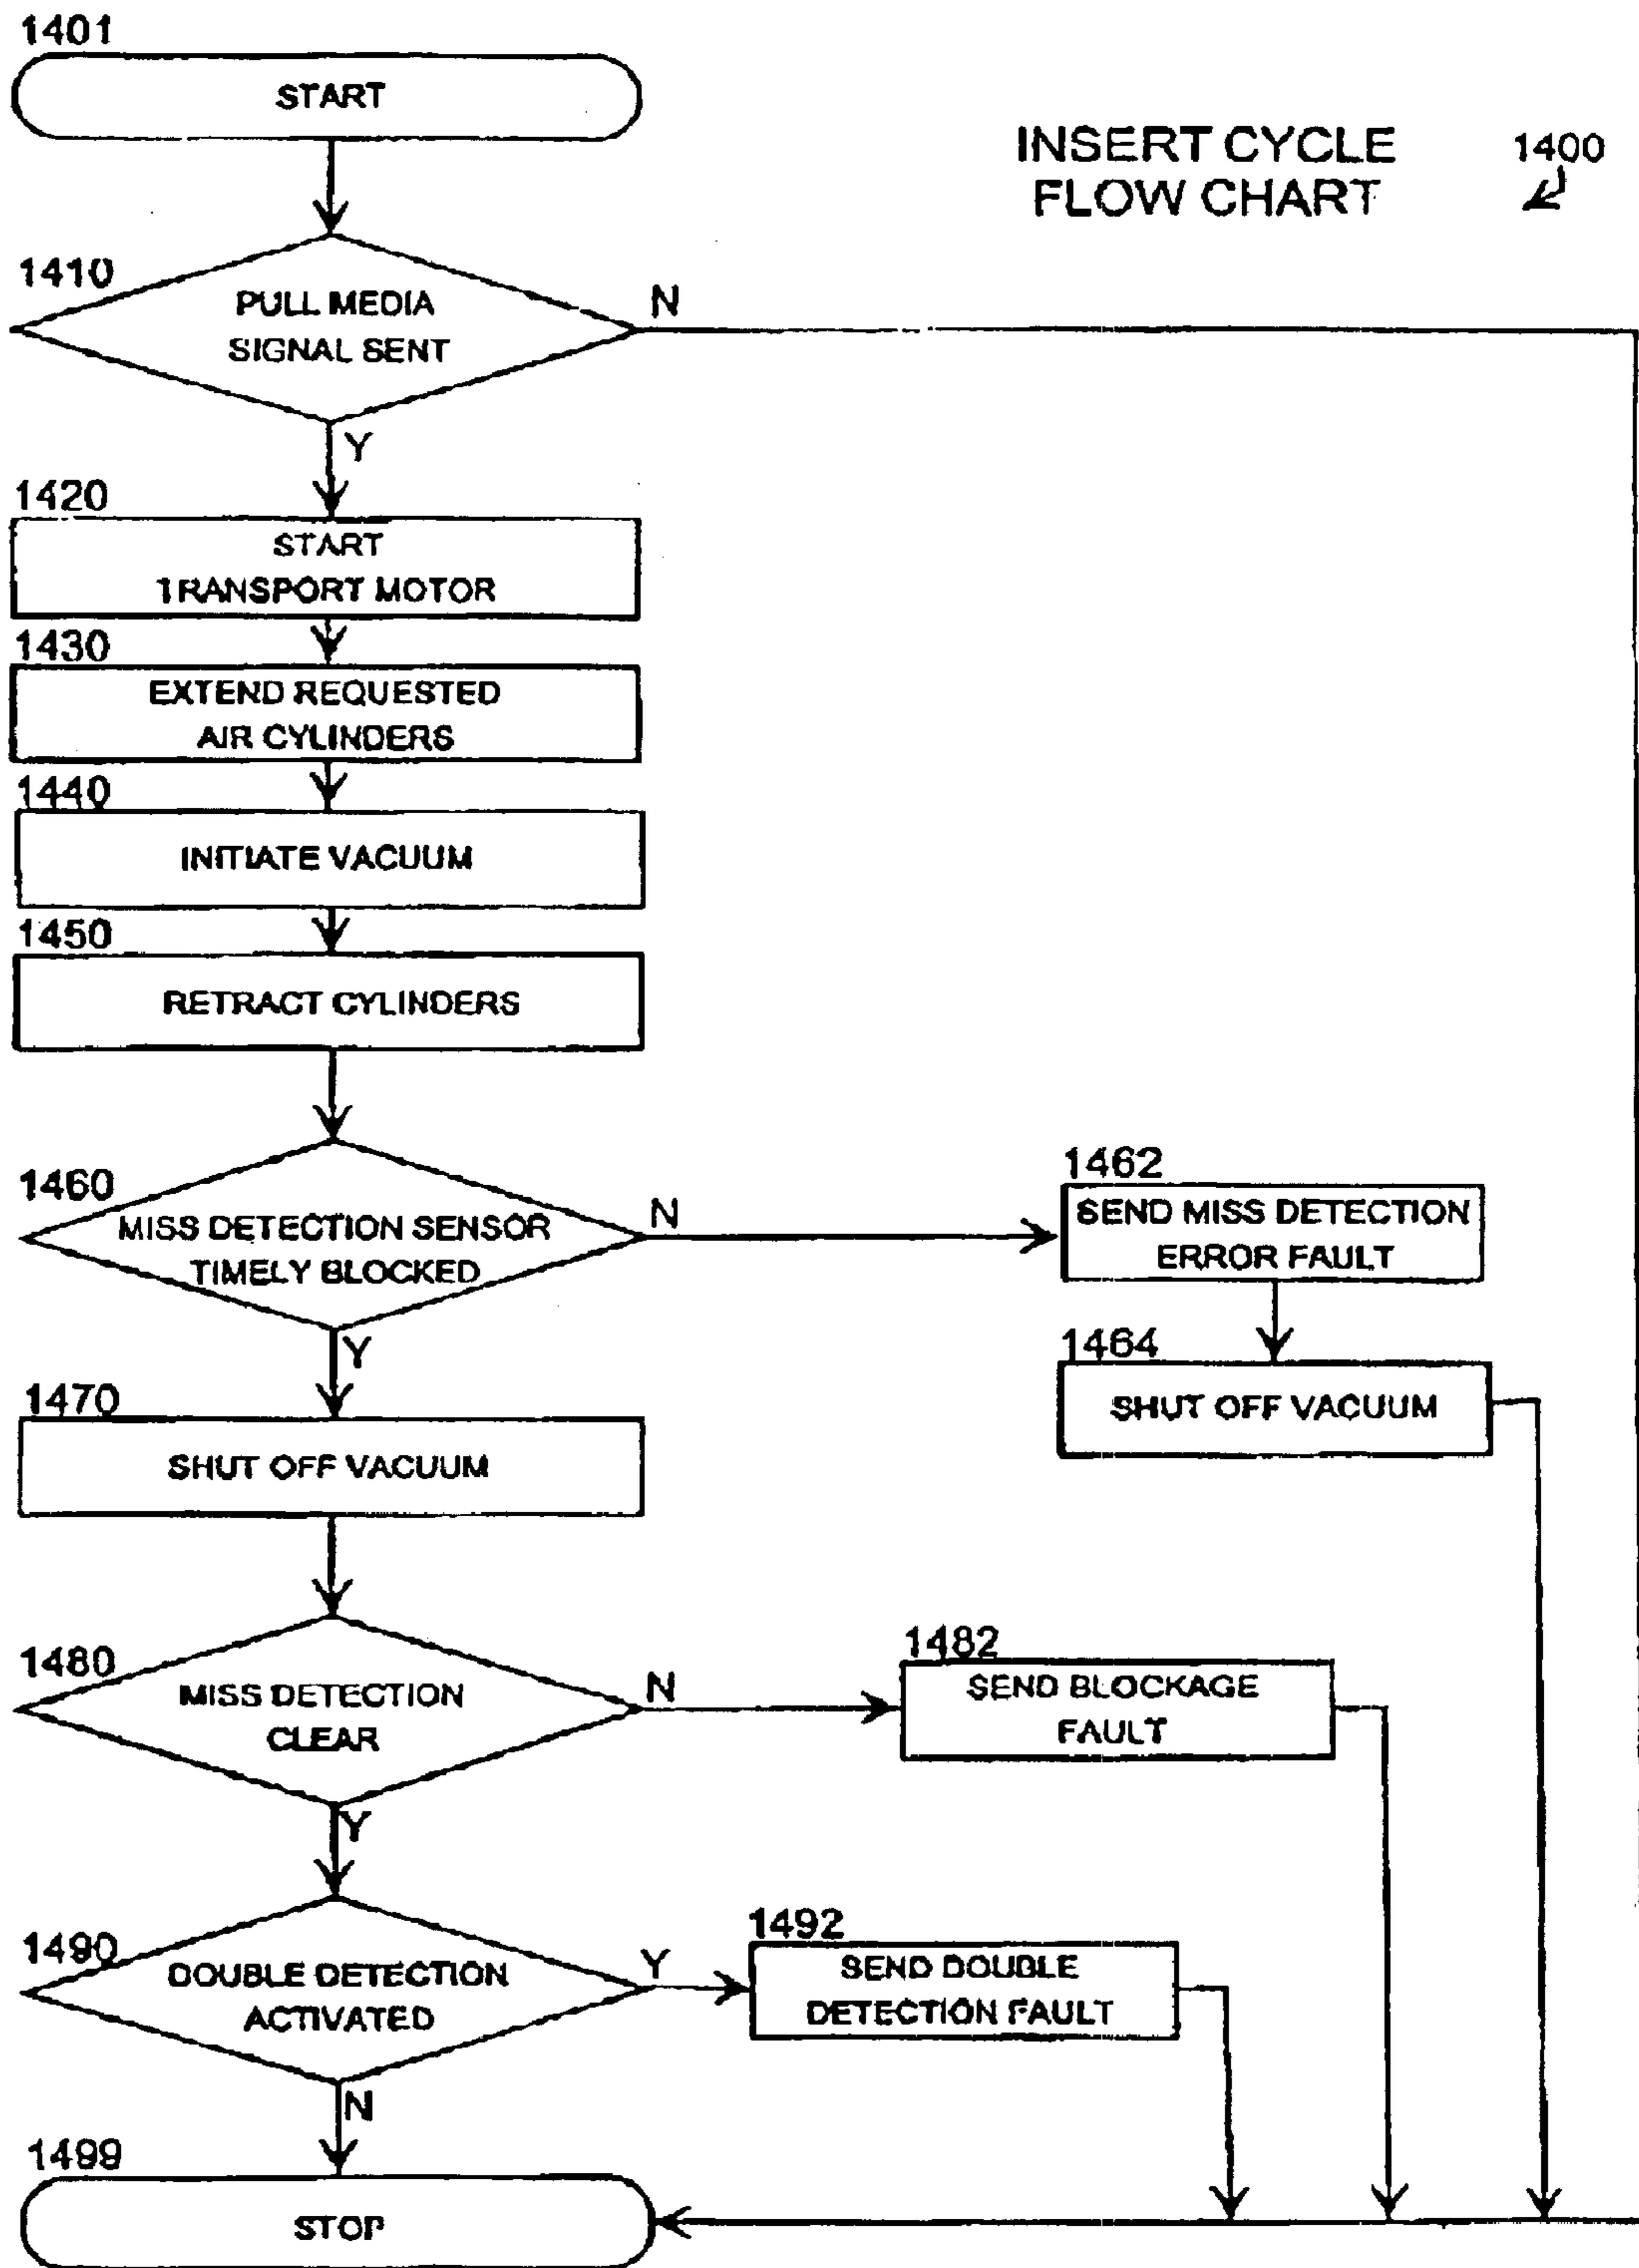 1401
START
INSERT CYCLE
FLOW CHART
1400
1410
PULL MEDIA
SIGNAL SENT
N
Y
1420
START
TRANSPORT MOTOR
1430
EXTEND REQUESTED
AIR CYLINDERS
1440
INITIATE VACUUM
1450
RETRACT CYLINDERS
1460
MISS DETECTION SENSOR
TIMELY BLOCKED
N
1462
SEND MISS DETECTION
ERROR FAULT
Y
1464
SHUT OFF VACUUM
1470
SHUT OFF VACUUM
1480
MISS DETECTION
CLEAR
N
1482
SEND BLOCKAGE
FAULT
Y
1490
DOUBLE DETECTION
ACTIVATED
Y
1492
SEND DOUBLE
DETECTION FAULT
N
1499
STOP